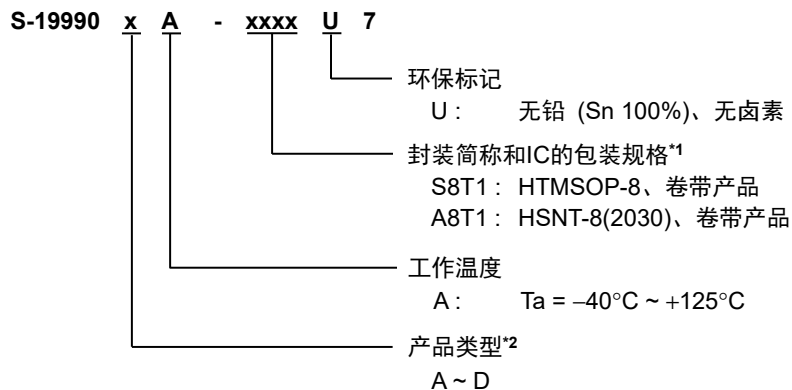 S-19990 x A - xxxx U 7
环保标记
U : 无铅 (Sn 100%)、无卤素
封装简称和IC的包装规格*1
S8T1 : HTMSOP-8、卷带产品
A8T1 : HSNT-8(2030)、卷带产品
工作温度
A : Ta = −40°C ~ +125°C
产品类型*2
A ~ D